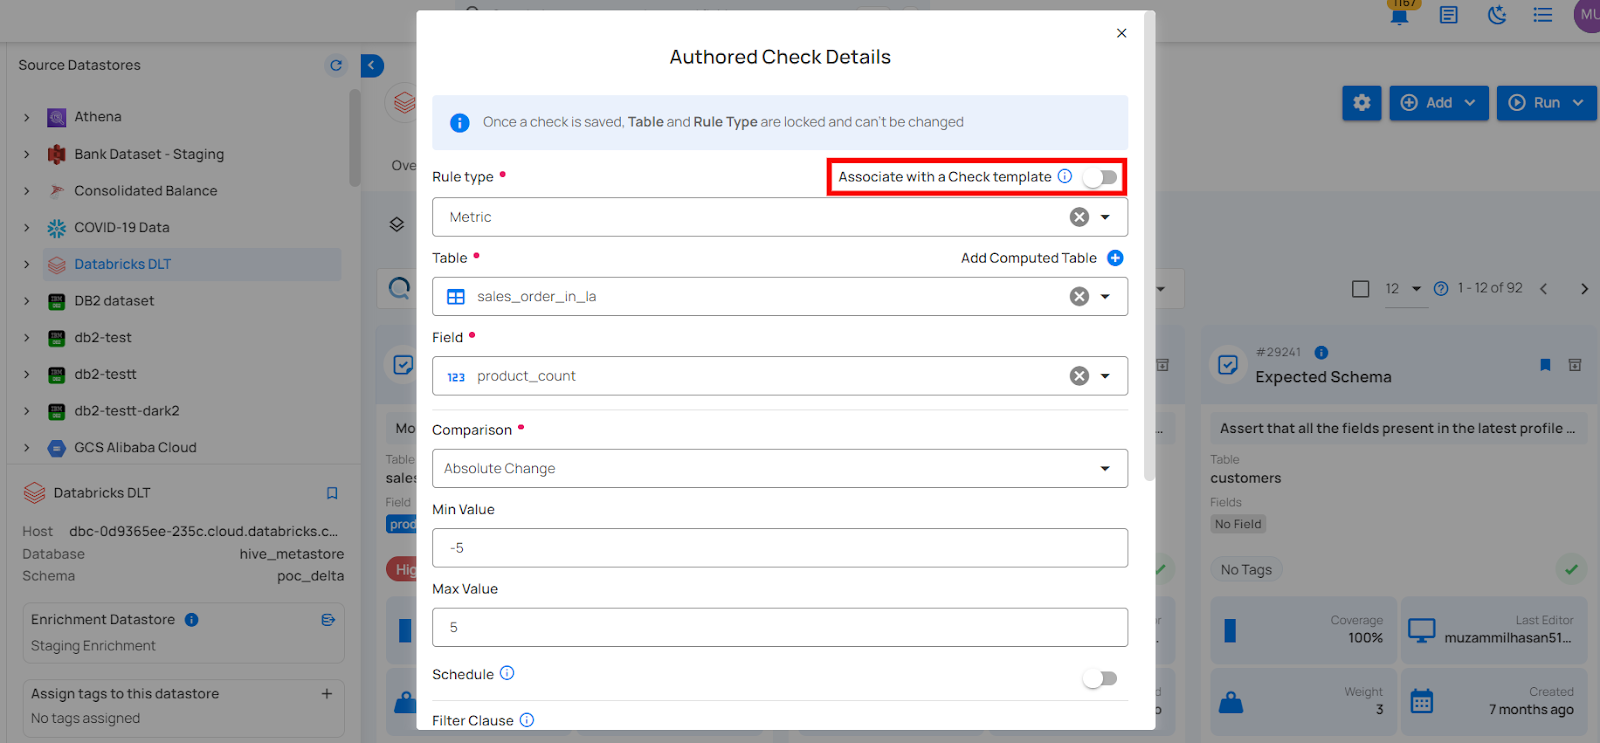 1167
MU
Source Datastores
Athena
Bank Dataset - Staging
Consolidated Balance
COVID-19 Data
Databricks DLT
DB2 dataset
db2-test
db2-testt
db2-testt-dark2
GCS Alibaba Cloud
Databricks DLT
Host dbc-0d9365ee-235c.cloud.databricks.c...
Database hive_metastore
Schema poc_delta
Enrichment Datastore
Staging Enrichment
Assign tags to this datastore
No tags assigned
Authored Check Details
Once a check is saved, Table and Rule Type are locked and can't be changed
Rule type Associate with a Check template
Metric
Table Add Computed Table
sales_order_in_la
Field
123 product_count
Comparison
Absolute Change
Min Value
-5
Max Value
5
Schedule
Filter Clause
Add Run
12 1 - 12 of 92
#29241
Expected Schema
Assert that all the fields present in the latest profile ...
Table
customers
Fields
No Field
No Tags
Coverage
100%
Last Editor
muzammilhasan51...
Weight
3
Created
7 months ago
Table
Field